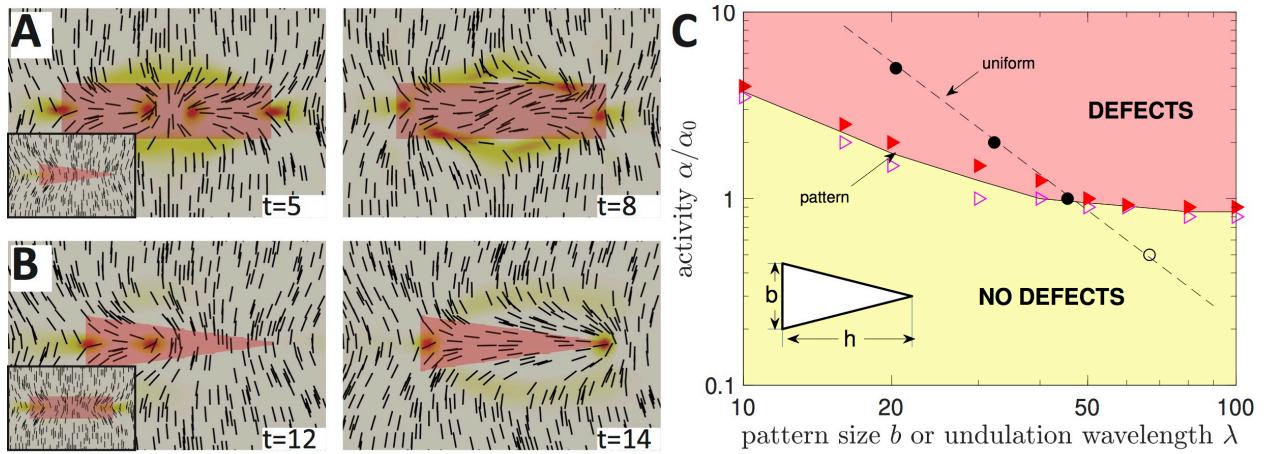 A
t=5
t=8
B
t=12
t=14
C
activity α/α₀
10
1
0.1
uniform
DEFECTS
pattern
NO DEFECTS
b
h
10
20
50
100
pattern size b or undulation wavelength λ